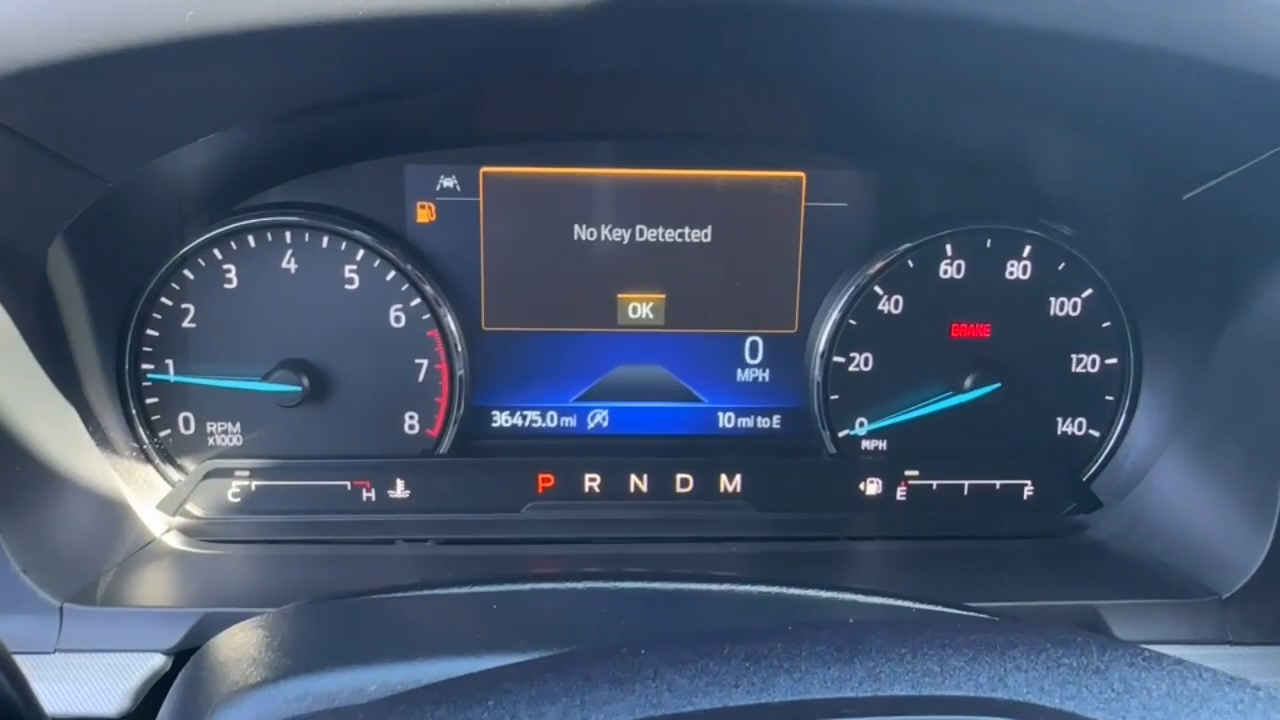 No Key Detected
OK
0
MPH
36475.0 mi
10 mi to E
0
1
2
3
4
5
6
7
8
RPM
x1000
0
20
40
60
80
100
120
140
BRAKE
MPH
C
H
P R N D M
E
F